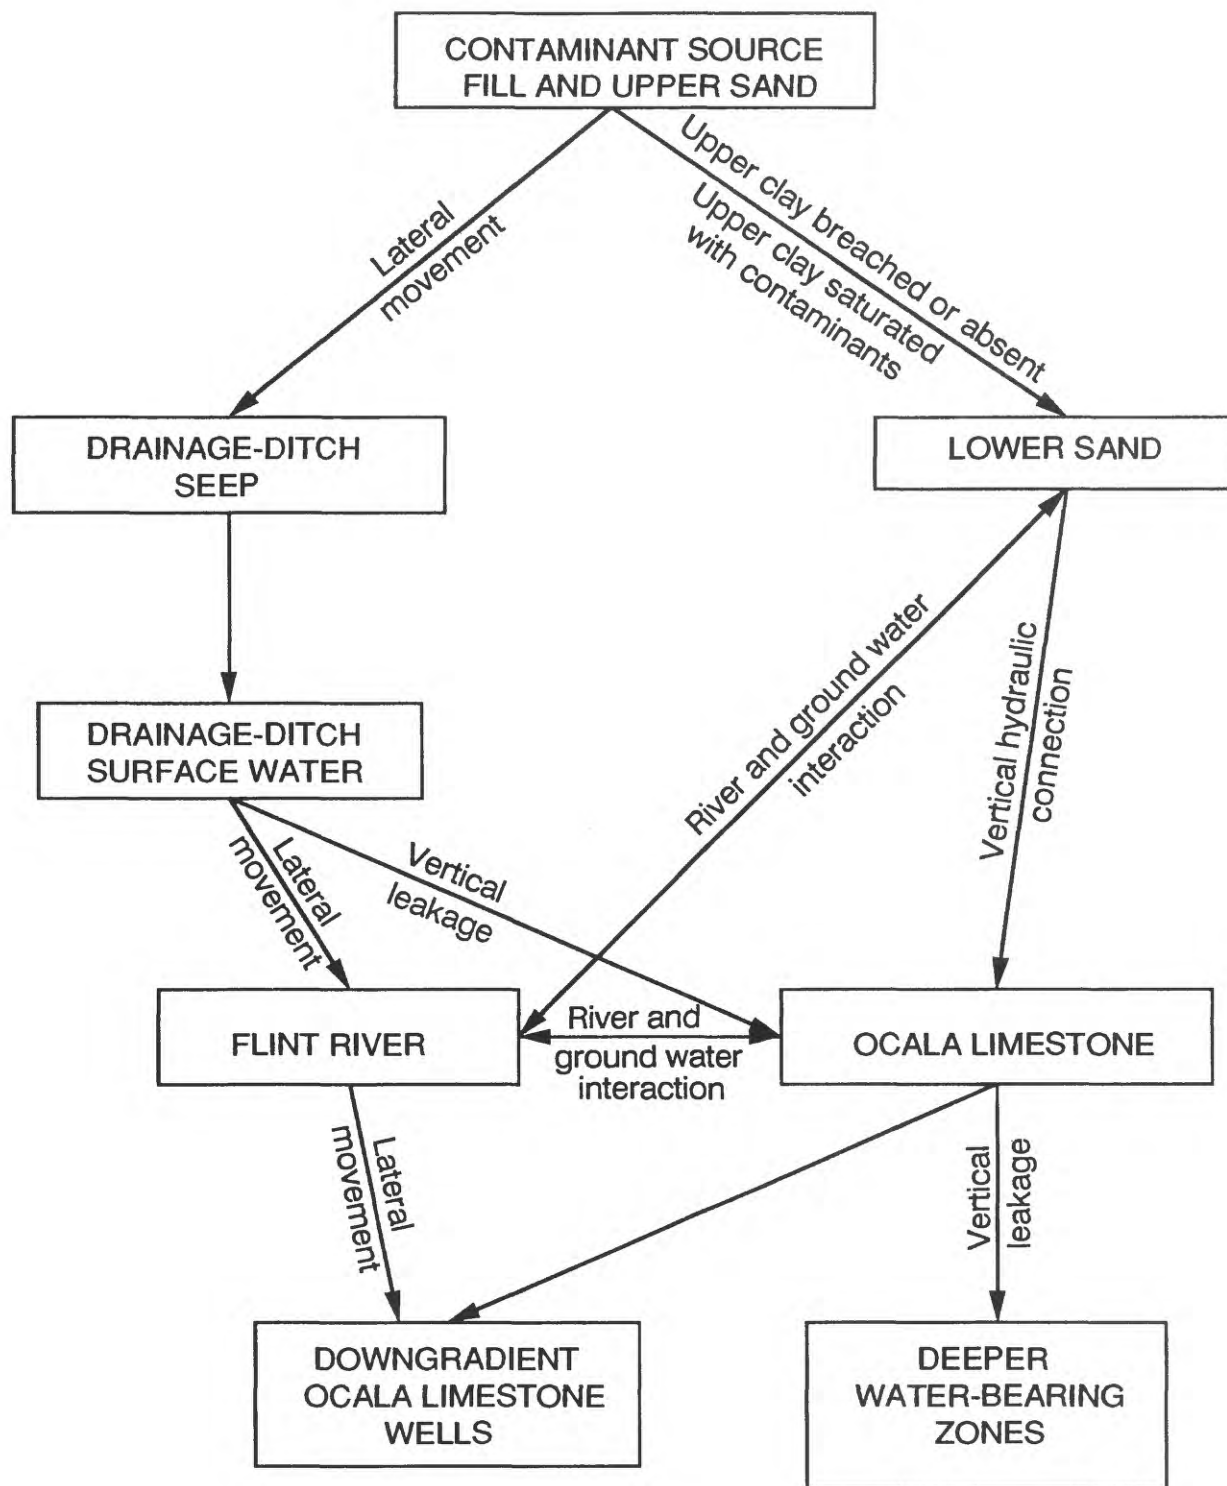 CONTAMINANT SOURCE
FILL AND UPPER SAND
Lateral
movement
Upper clay breached or absent
Upper clay saturated
with contaminants
DRAINAGE-DITCH
SEEP
LOWER SAND
River and ground water
interaction
Vertical hydraulic
connection
DRAINAGE-DITCH
SURFACE WATER
Lateral
movement
Vertical
leakage
FLINT RIVER
River and
ground water
interaction
OCALA LIMESTONE
Lateral
movement
Vertical
leakage
DOWNGRADIENT
OCALA LIMESTONE
WELLS
DEEPER
WATER-BEARING
ZONES